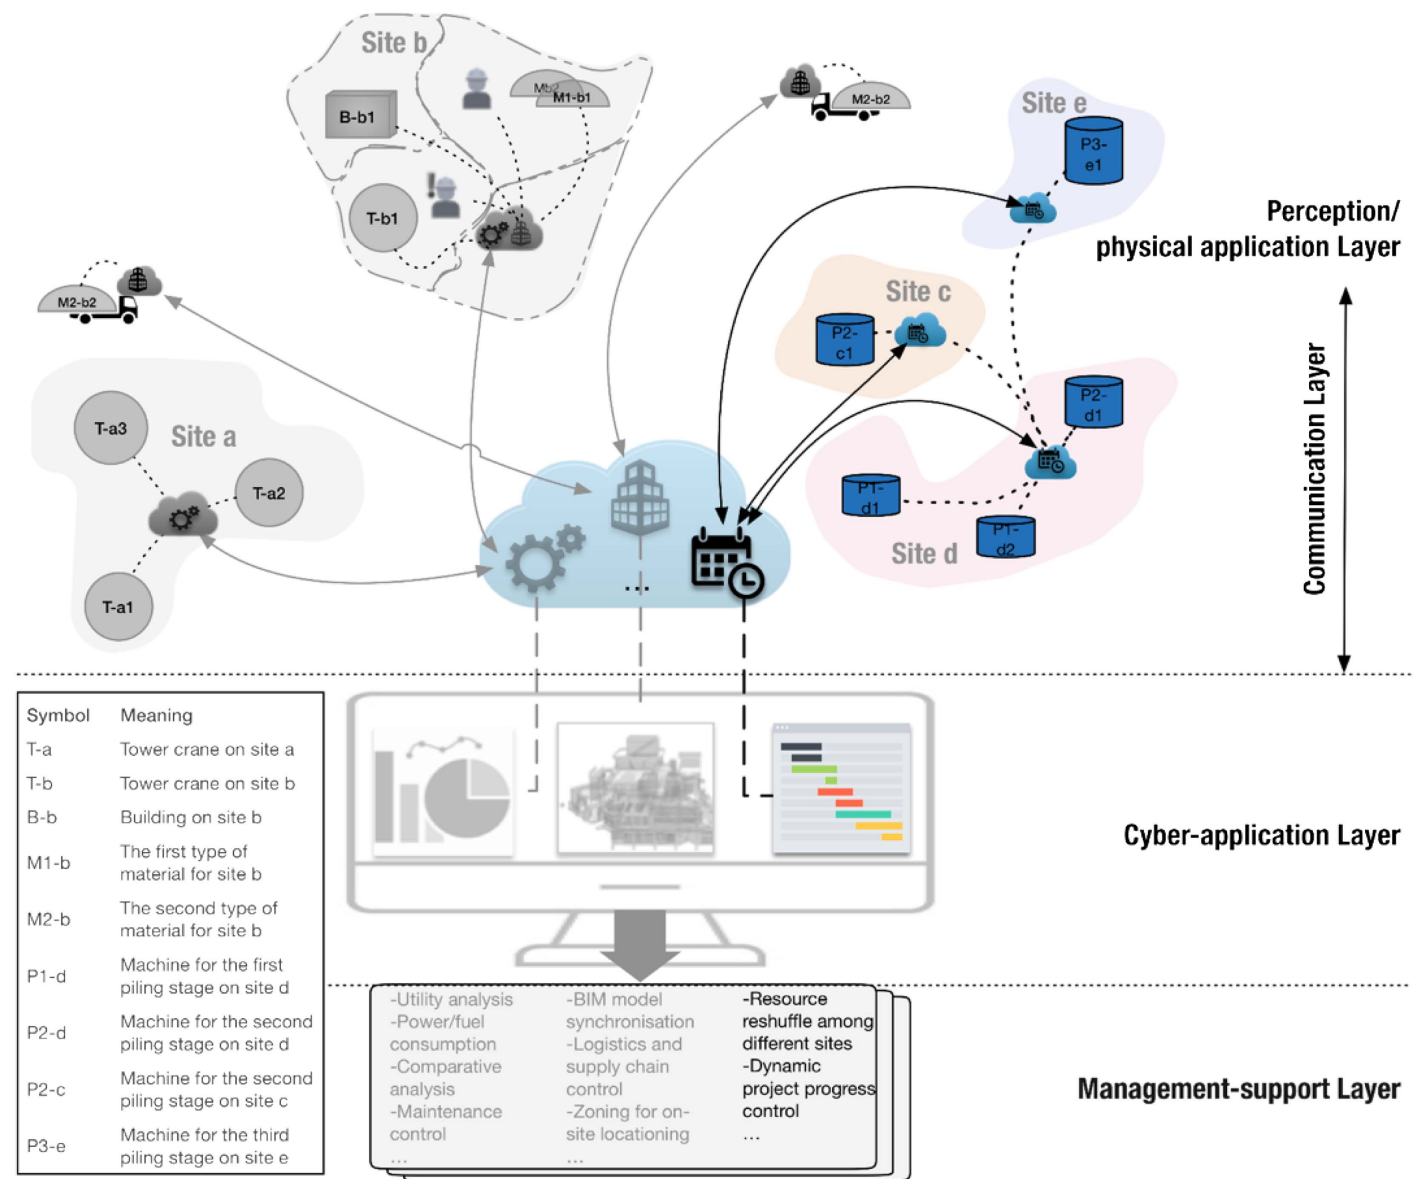 Site b
B-b1
Mb2
M1-b1
T-b1
M2-b2
Site e
P3-
e1
Perception/
physical application Layer
M2-b2
Site c
P2-
c1
Communication Layer
P2-
d1
T-a3
Site a
T-a2
T-a1
P1-
d1
P1-
d2
Site d
...
Symbol Meaning
T-a Tower crane on site a
T-b Tower crane on site b
B-b Building on site b
M1-b The first type of
material for site b
M2-b The second type of
material for site b
P1-d Machine for the first
piling stage on site d
P2-d Machine for the second
piling stage on site d
P2-c Machine for the second
piling stage on site c
P3-e Machine for the third
piling stage on site e
Cyber-application Layer
-Utility analysis
-Power/fuel
consumption
-Comparative
analysis
-Maintenance
control
...
-BIM model
synchronisation
-Logistics and
supply chain
control
-Zoning for on-
site locationing
...
-Resource
reshuffle among
different sites
-Dynamic
project progress
control
...
Management-support Layer